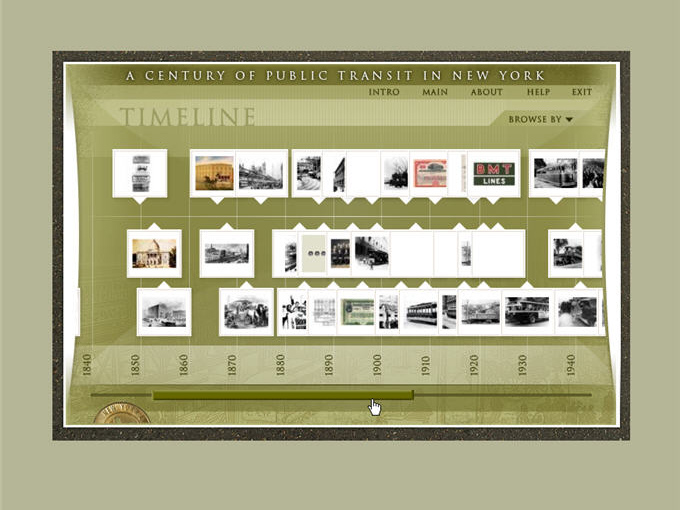 A CENTURY OF PUBLIC TRANSIT IN NEW YORK
INTRO MAIN ABOUT HELP EXIT
TIMELINE
BROWSE BY
BMT
LINES
1840 1850 1860 1870 1880 1890 1900 1910 1920 1930 1940